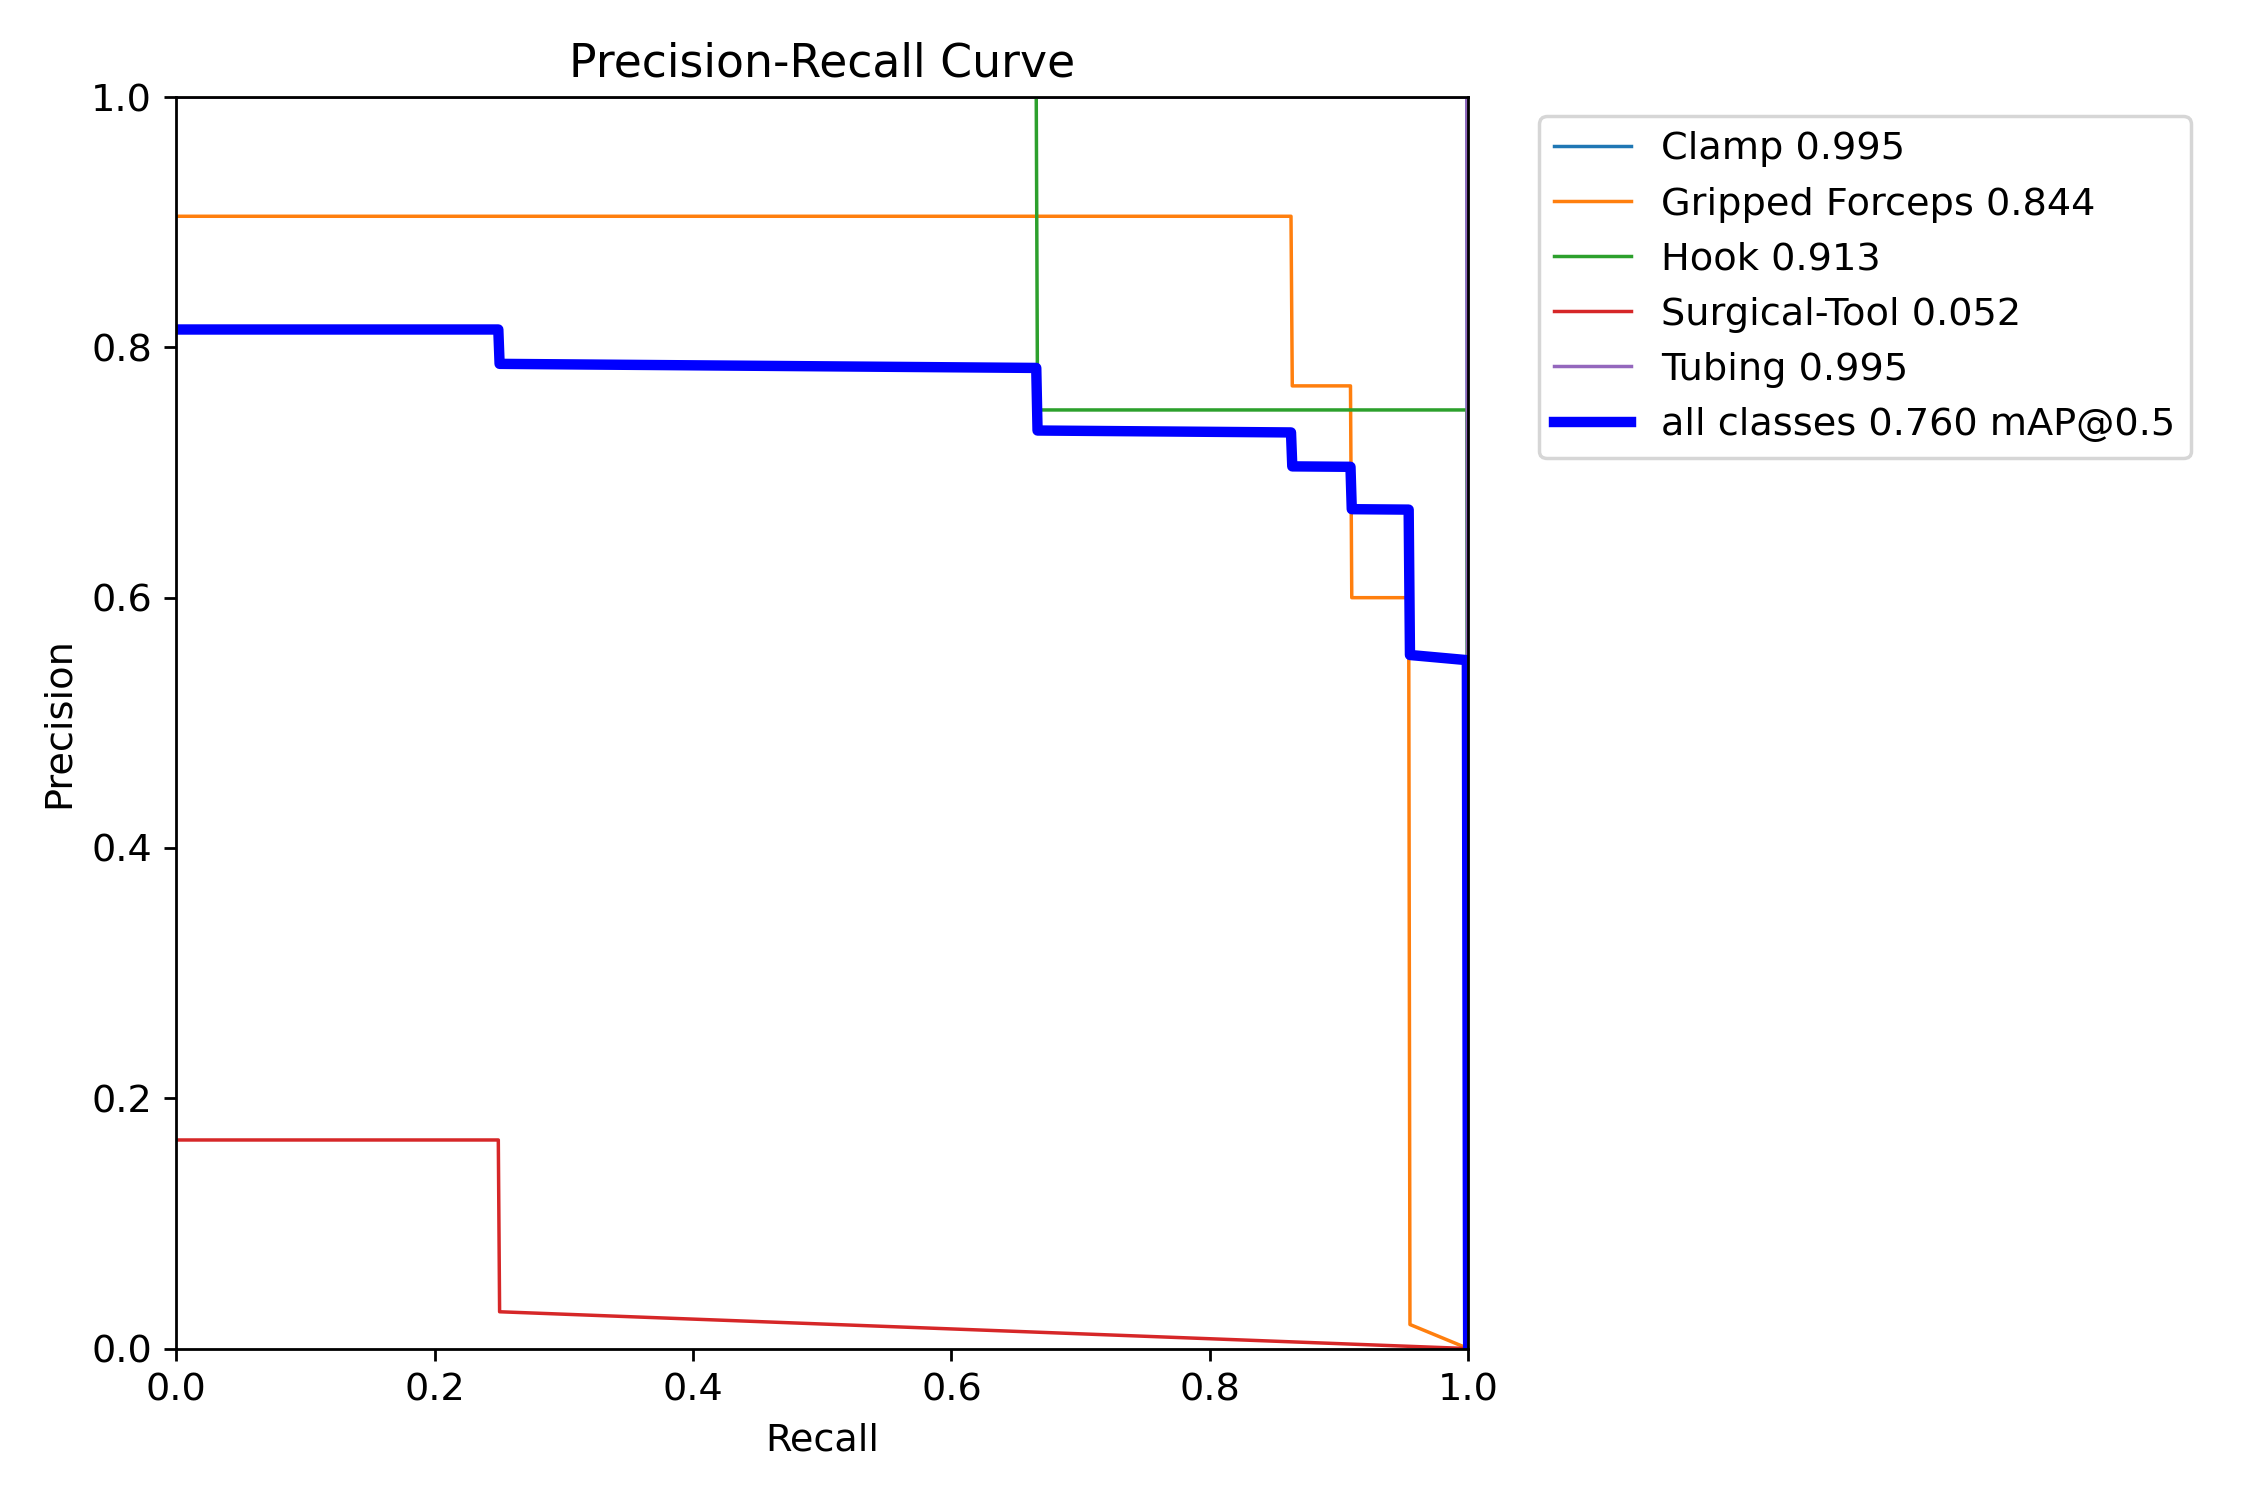 Precision-Recall Curve
1.0
0.8
0.6
0.4
0.2
0.0
Precision
0.0 0.2 0.4 0.6 0.8 1.0
Recall
Clamp 0.995
Gripped Forceps 0.844
Hook 0.913
Surgical-Tool 0.052
Tubing 0.995
all classes 0.760 mAP@0.5